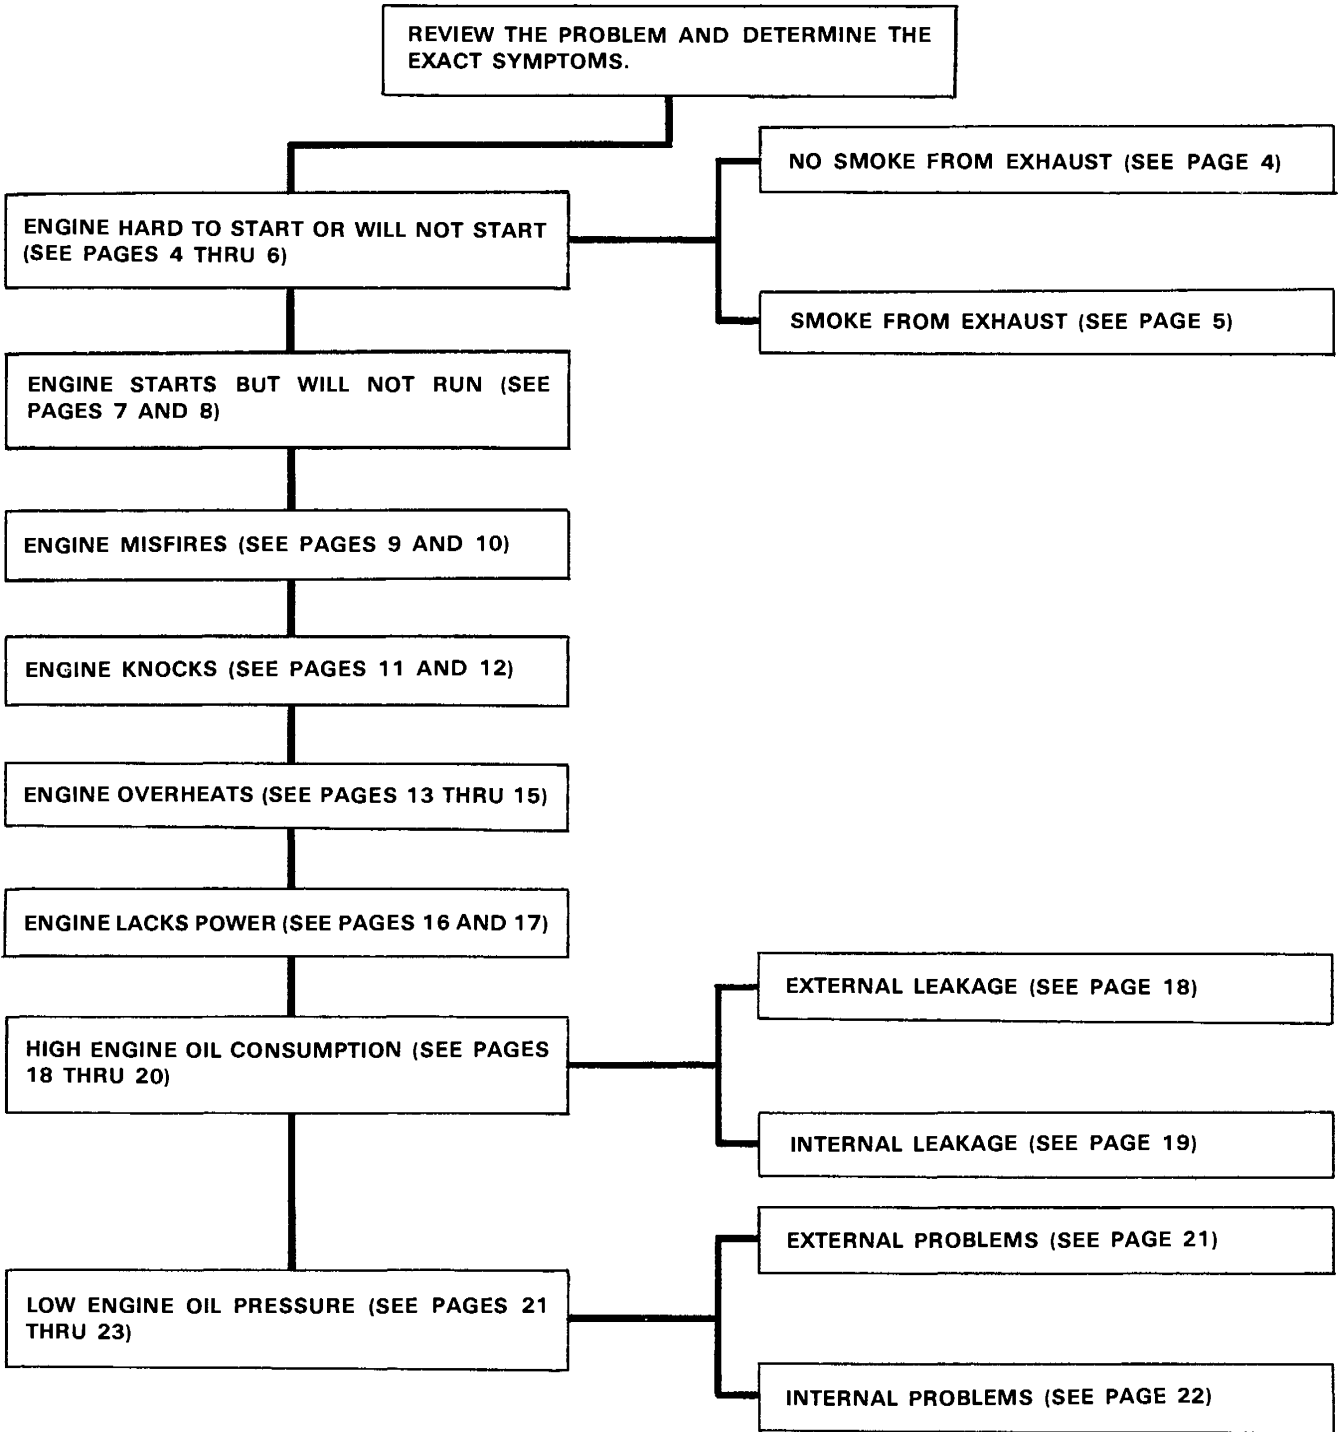 REVIEW THE PROBLEM AND DETERMINE THE
EXACT SYMPTOMS.
NO SMOKE FROM EXHAUST (SEE PAGE 4)
ENGINE HARD TO START OR WILL NOT START
(SEE PAGES 4 THRU 6)
SMOKE FROM EXHAUST (SEE PAGE 5)
ENGINE STARTS BUT WILL NOT RUN (SEE
PAGES 7 AND 8)
ENGINE MISFIRES (SEE PAGES 9 AND 10)
ENGINE KNOCKS (SEE PAGES 11 AND 12)
ENGINE OVERHEATS (SEE PAGES 13 THRU 15)
ENGINE LACKS POWER (SEE PAGES 16 AND 17)
EXTERNAL LEAKAGE (SEE PAGE 18)
HIGH ENGINE OIL CONSUMPTION (SEE PAGES
18 THRU 20)
INTERNAL LEAKAGE (SEE PAGE 19)
EXTERNAL PROBLEMS (SEE PAGE 21)
LOW ENGINE OIL PRESSURE (SEE PAGES 21
THRU 23)
INTERNAL PROBLEMS (SEE PAGE 22)